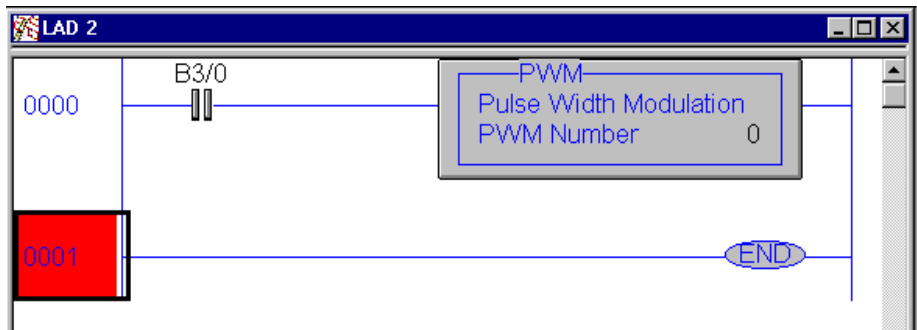 LAD 2
B3/0
0000
PWM
Pulse Width Modulation
PWM Number 0
0001
END